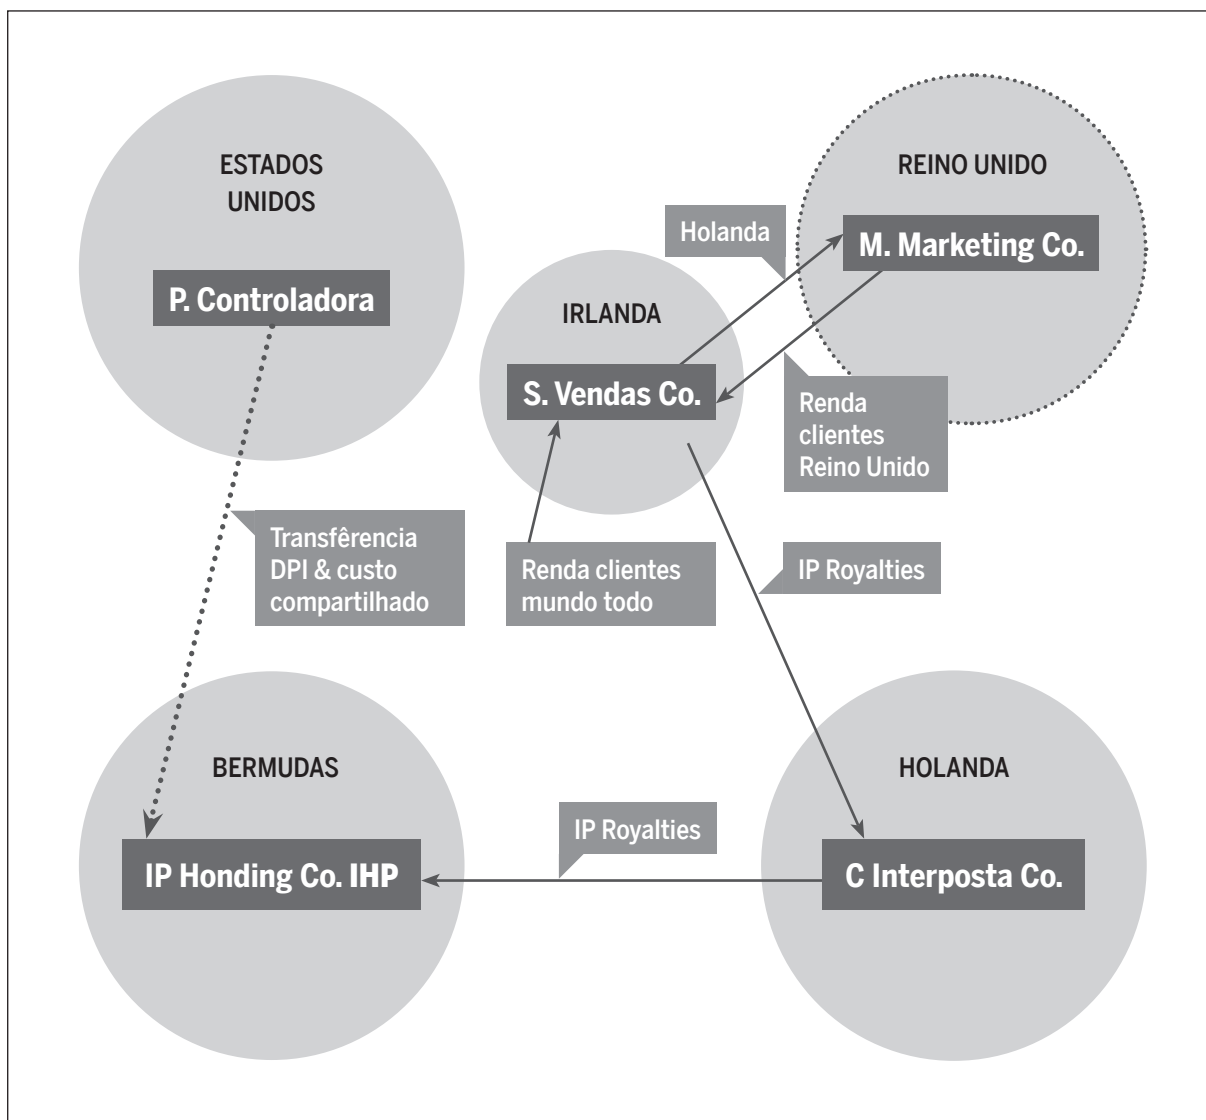 ESTADOS
UNIDOS
P. Controladora
REINO UNIDO
M. Marketing Co.
Holanda
IRLANDA
S. Vendas Co.
Renda
clientes
Reino Unido
Transfêrencia
DPI & custo
compartilhado
Renda clientes
mundo todo
IP Royalties
BERMUDAS
IP Honding Co. IHP
IP Royalties
HOLANDA
C Interposta Co.